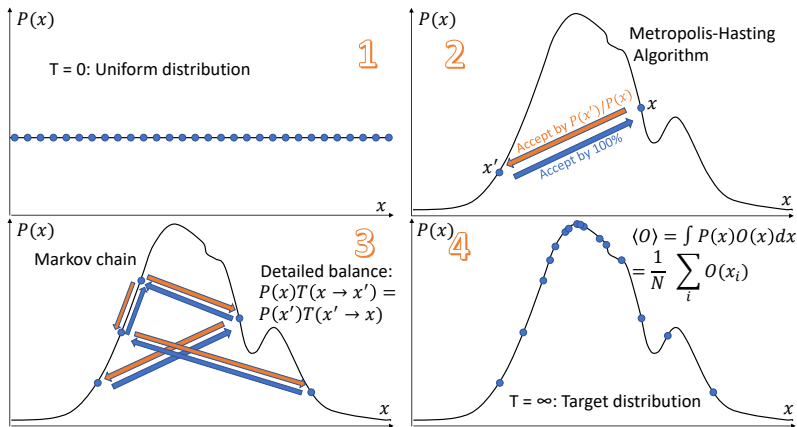 P(x)
1
T = 0: Uniform distribution
x
P(x)
2
Metropolis-Hasting
Algorithm
x
Accept by P(x′)/P(x)
Accept by 100%
x′
x
P(x)
3
Markov chain
Detailed balance:
P(x)T(x → x′) =
P(x′)T(x′ → x)
x
P(x)
4
⟨O⟩ = ∫ P(x)O(x)dx
= 1/N ∑ᵢ O(xᵢ)
T = ∞: Target distribution
x